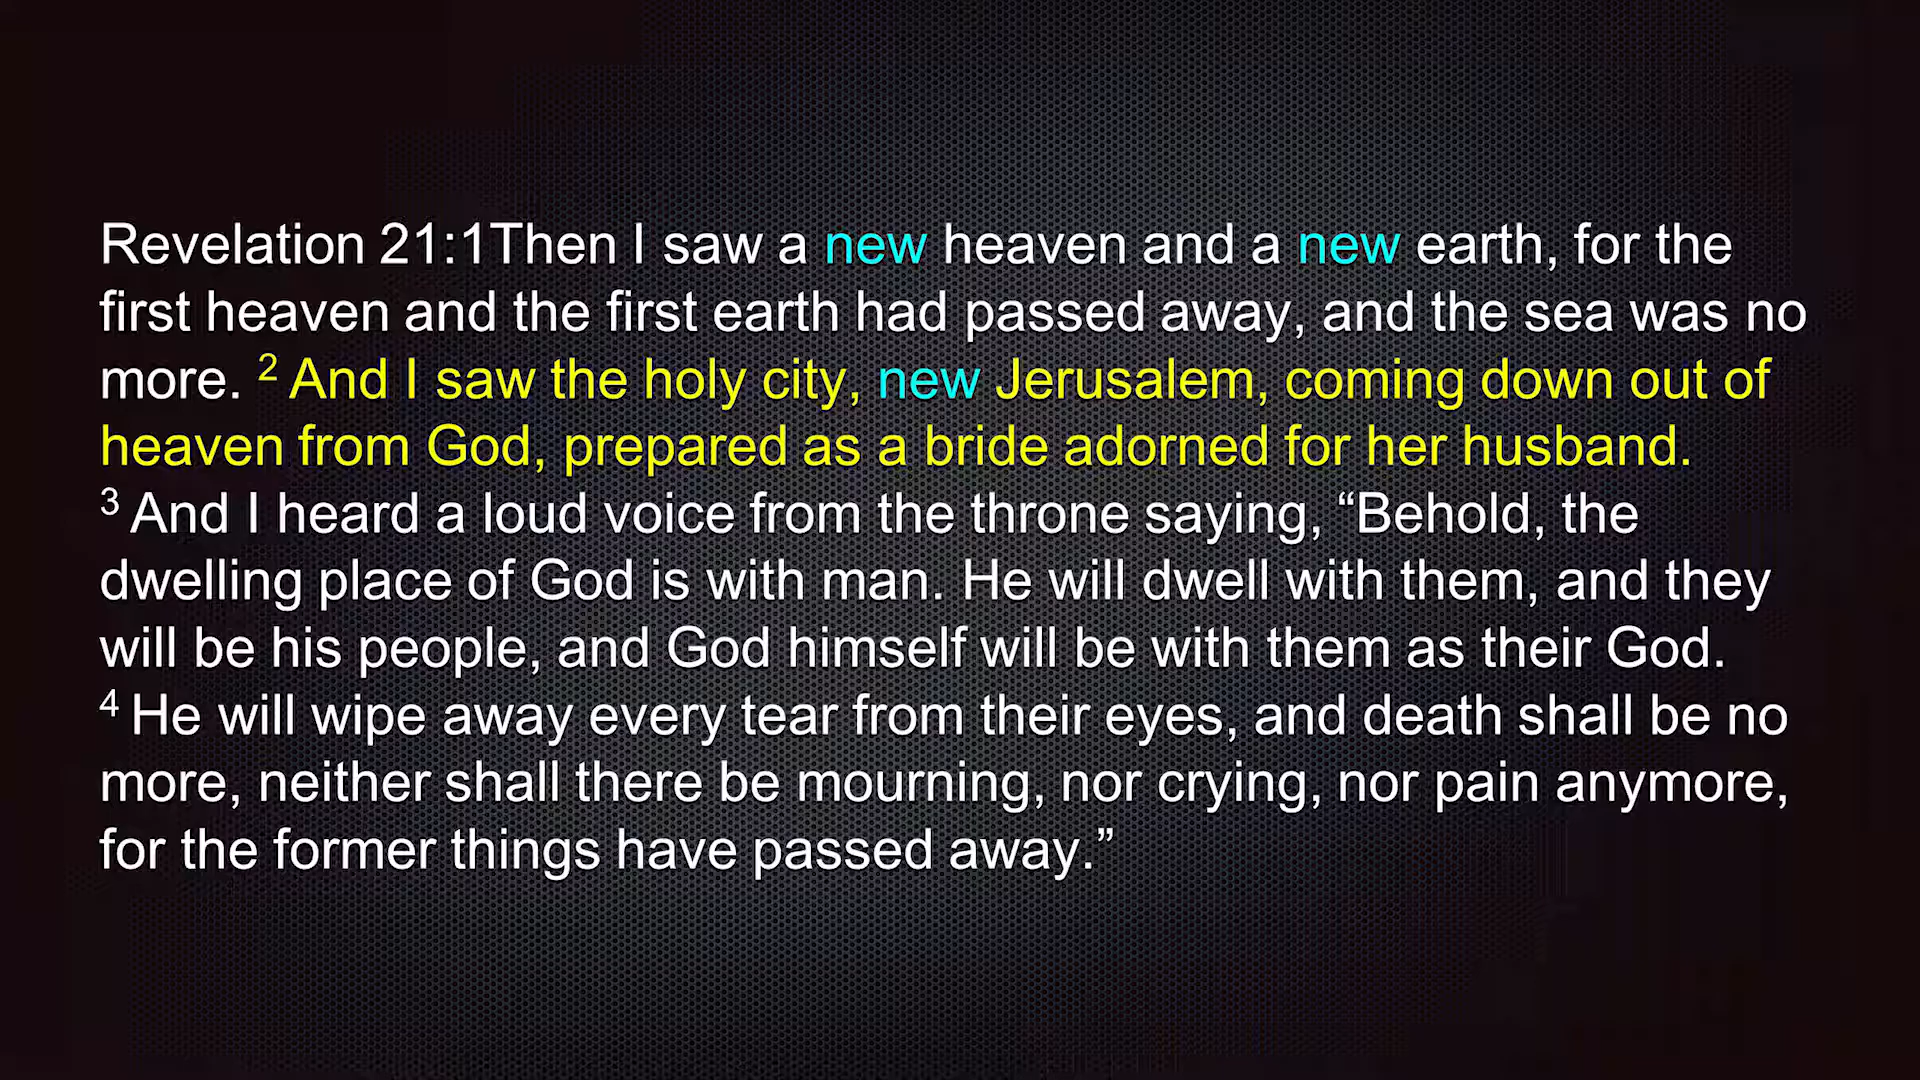 Revelation 21:1Then I saw a new heaven and a new earth, for the
first heaven and the first earth had passed away, and the sea was no
more. 2 And I saw the holy city, new Jerusalem, coming down out of
heaven from God, prepared as a bride adorned for her husband.
3 And I heard a loud voice from the throne saying, “Behold, the
dwelling place of God is with man. He will dwell with them, and they
will be his people, and God himself will be with them as their God.
4 He will wipe away every tear from their eyes, and death shall be no
more, neither shall there be mourning, nor crying, nor pain anymore,
for the former things have passed away.”